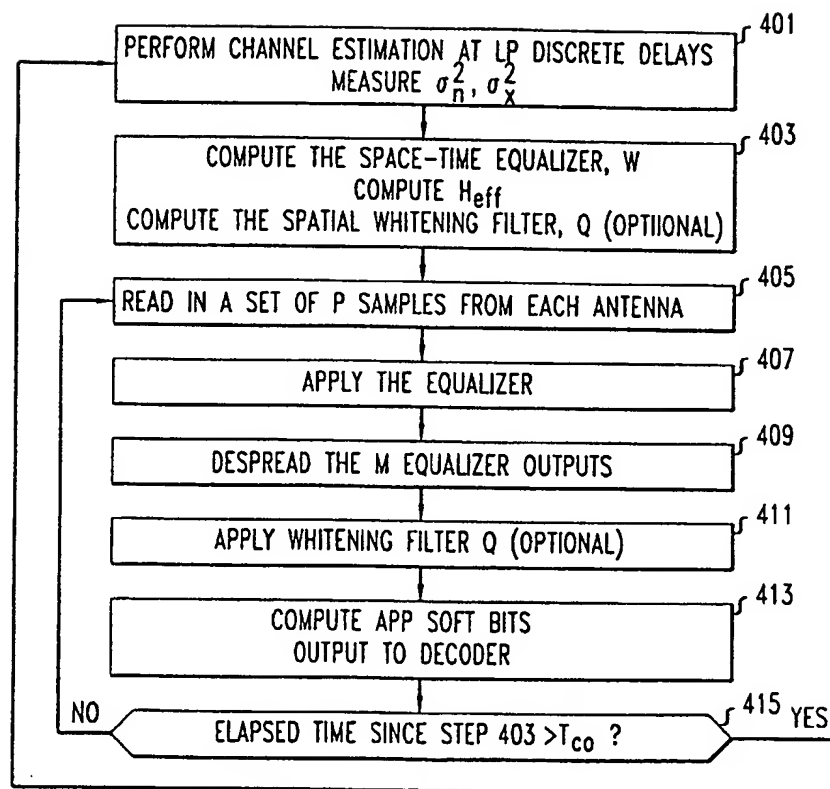 401
PERFORM CHANNEL ESTIMATION AT LP DISCRETE DELAYS
MEASURE σ²ₙ, σ²ₓ
403
COMPUTE THE SPACE-TIME EQUALIZER, W
COMPUTE Heff
COMPUTE THE SPATIAL WHITENING FILTER, Q (OPTIIONAL)
405
READ IN A SET OF P SAMPLES FROM EACH ANTENNA
407
APPLY THE EQUALIZER
409
DESPREAD THE M EQUALIZER OUTPUTS
411
APPLY WHITENING FILTER Q (OPTIONAL)
413
COMPUTE APP SOFT BITS
OUTPUT TO DECODER
415
NO
ELAPSED TIME SINCE STEP 403 >Tco ?
YES